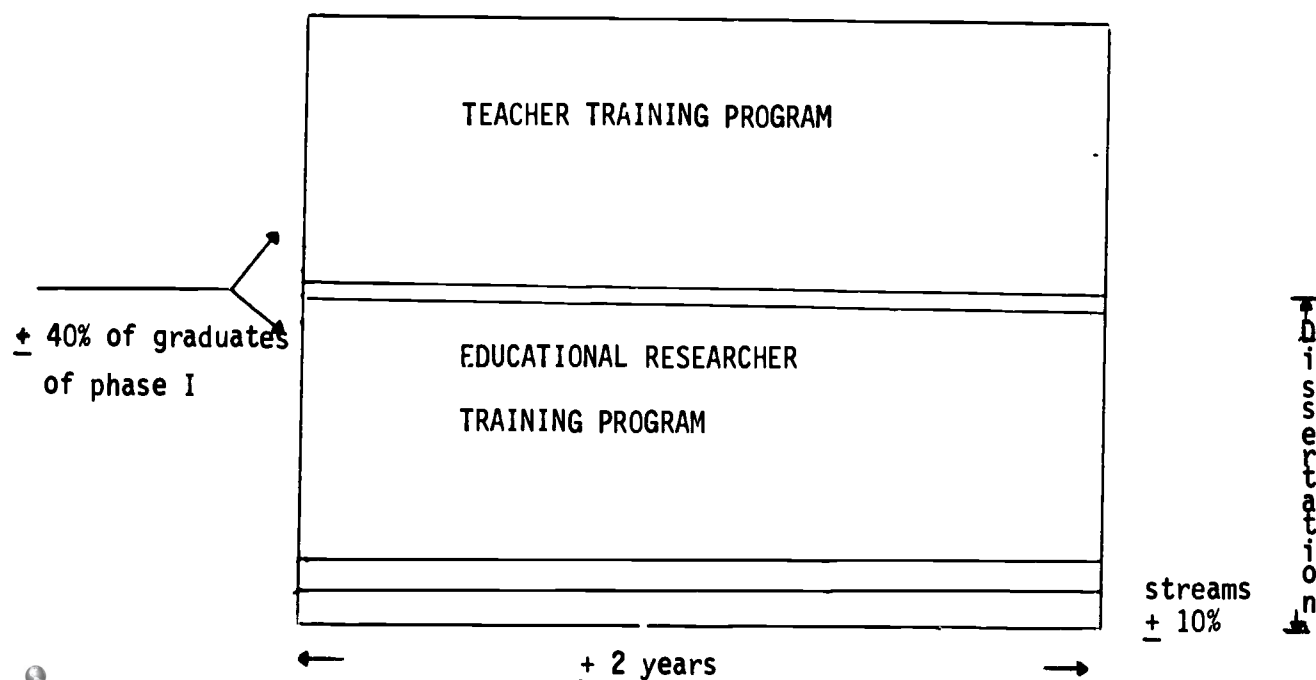 TEACHER TRAINING PROGRAM
± 40% of graduates
of phase I
EDUCATIONAL RESEARCHER
TRAINING PROGRAM
Dissertation
streams
± 10%
± 2 years